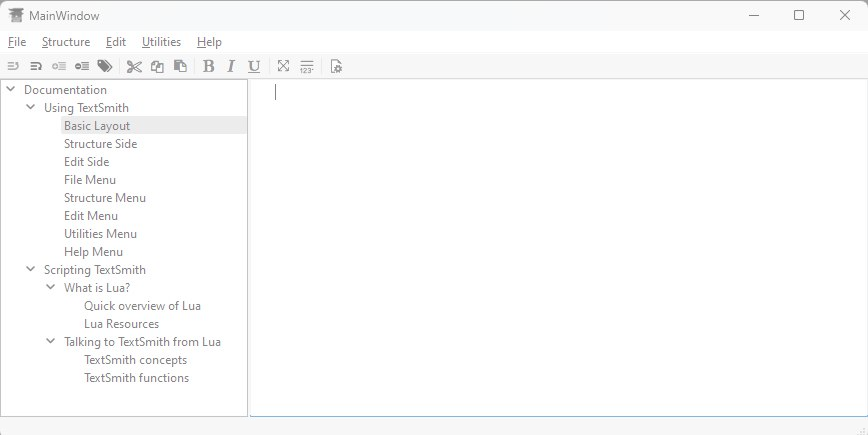 MainWindow
File Structure Edit Utilities Help
B I U 123
Documentation
Using TextSmith
Basic Layout
Structure Side
Edit Side
File Menu
Structure Menu
Edit Menu
Utilities Menu
Help Menu
Scripting TextSmith
What is Lua?
Quick overview of Lua
Lua Resources
Talking to TextSmith from Lua
TextSmith concepts
TextSmith functions